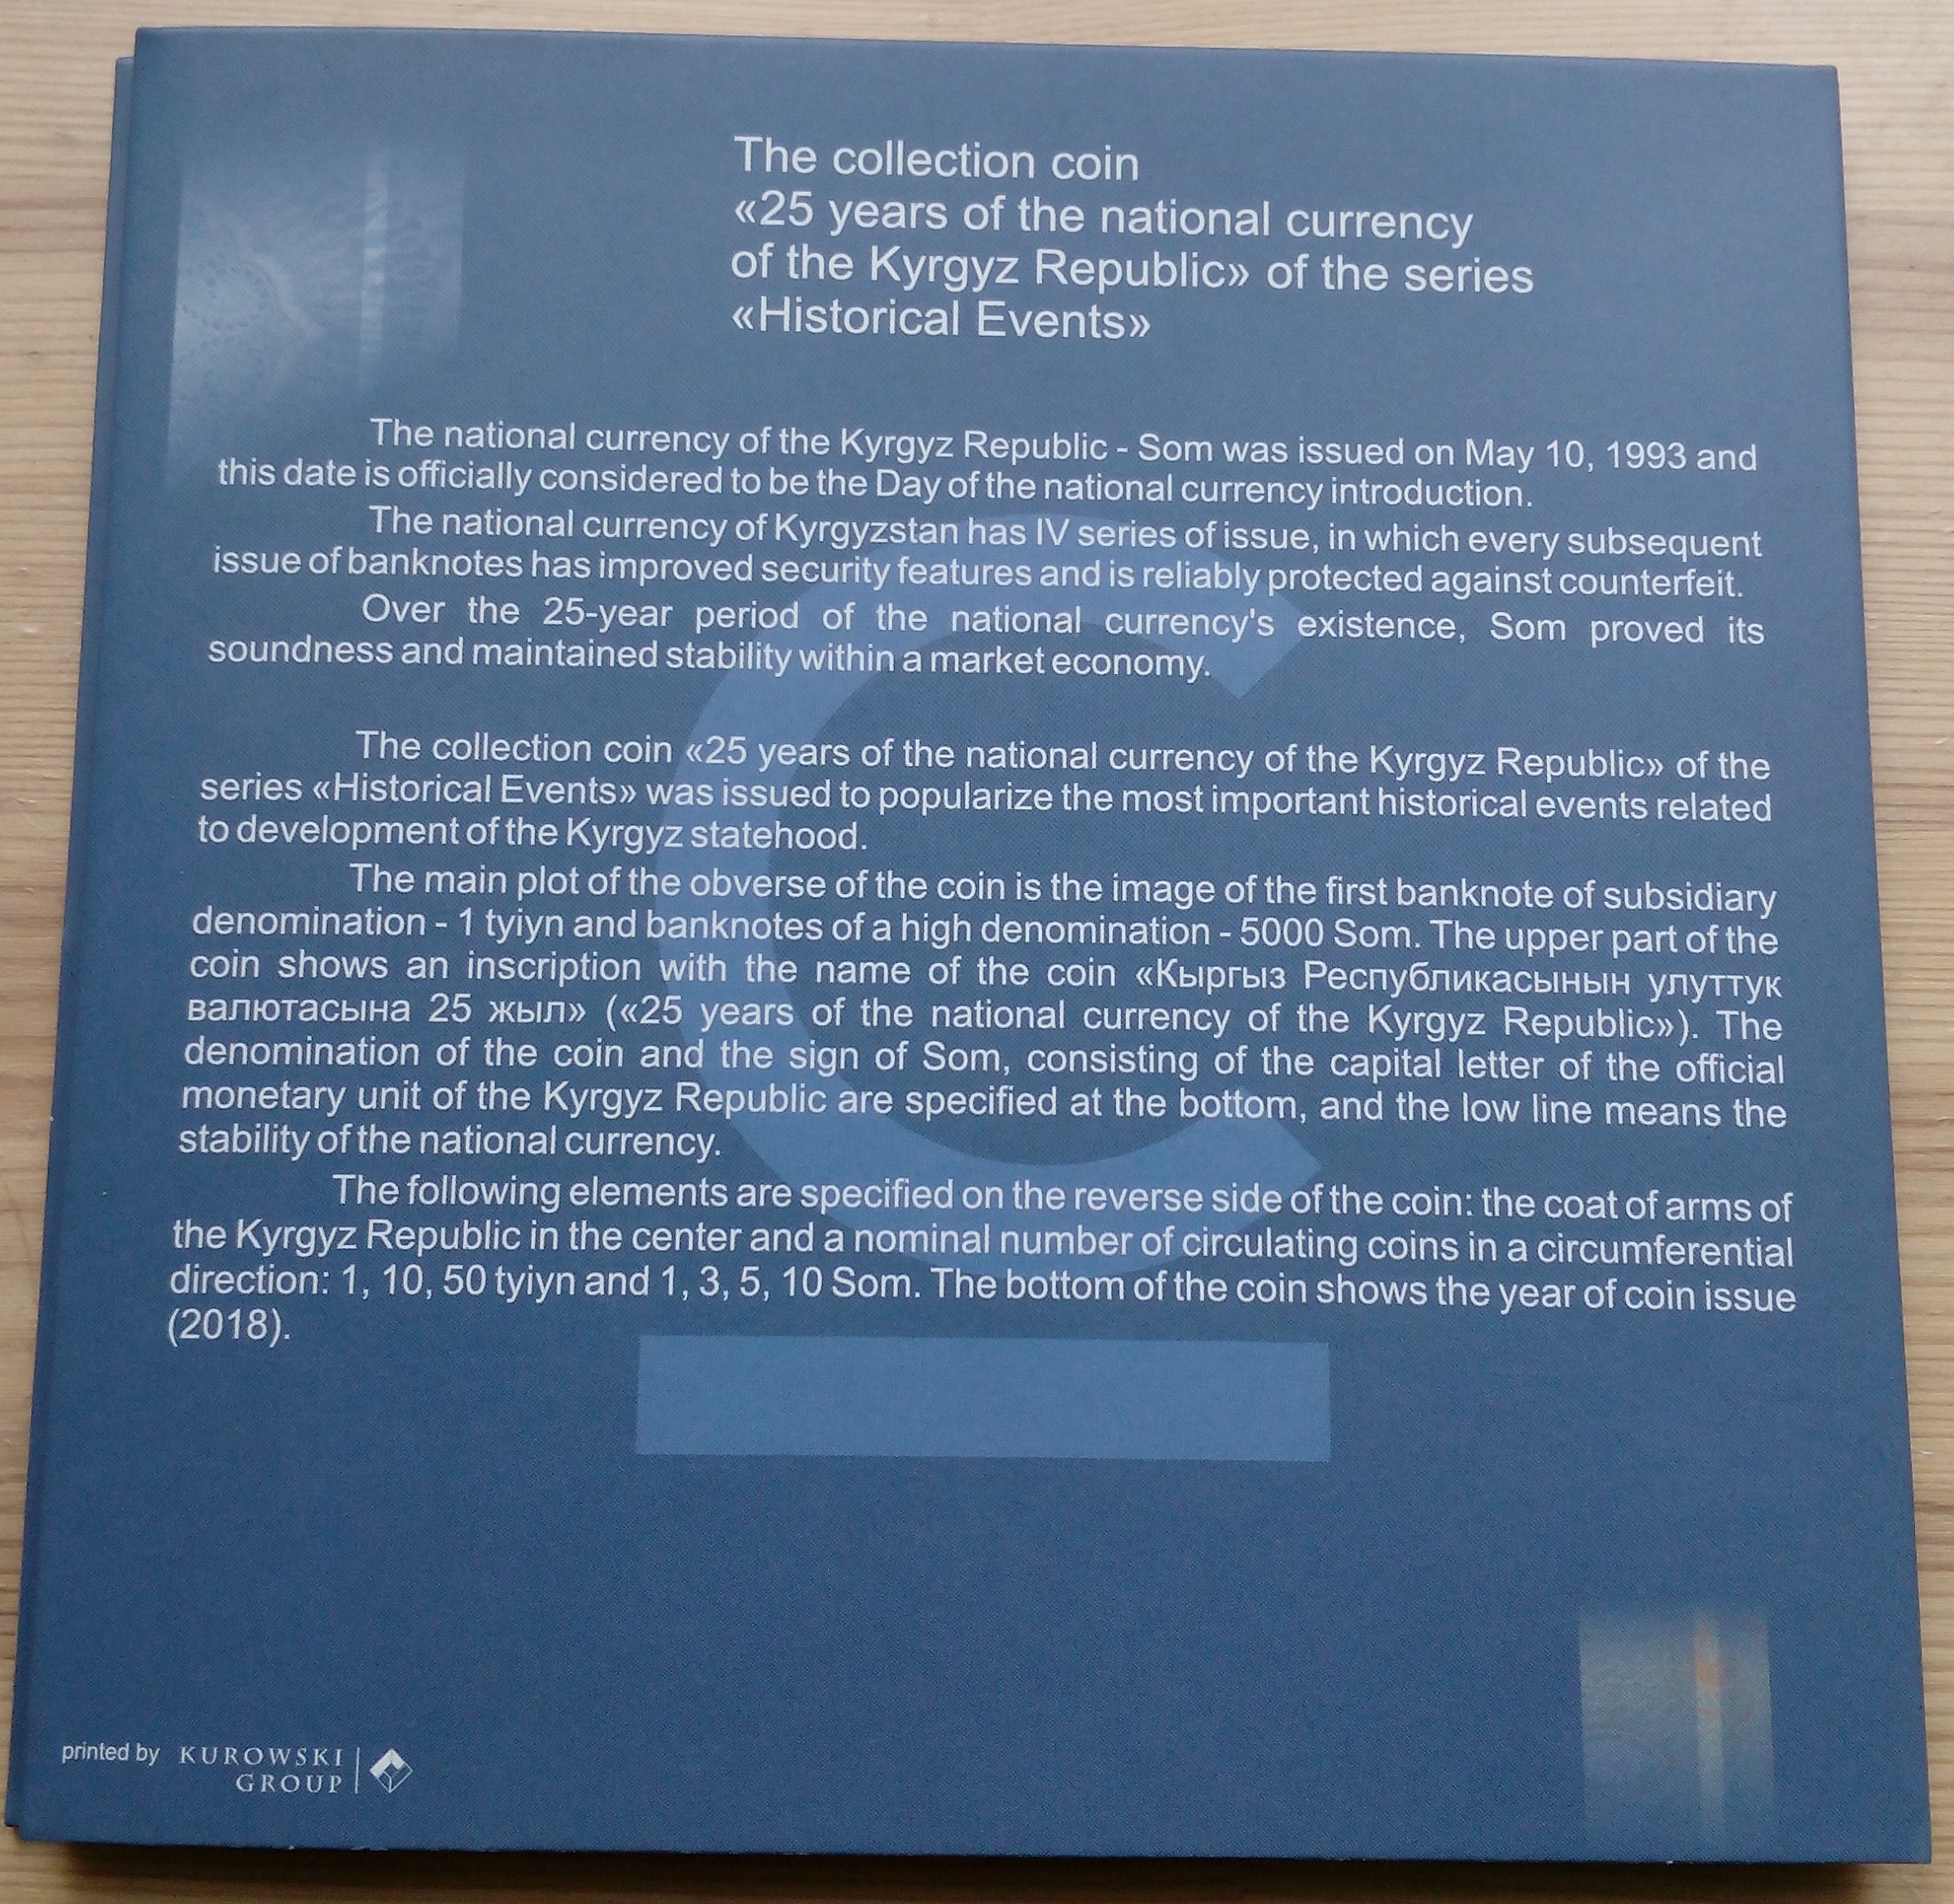 The collection coin
«25 years of the national currency
of the Kyrgyz Republic» of the series
«Historical Events»
The national currency of the Kyrgyz Republic - Som was issued on May 10, 1993 and
this date is officially considered to be the Day of the national currency introduction.
The national currency of Kyrgyzstan has IV series of issue, in which every subsequent
issue of banknotes has improved security features and is reliably protected against counterfeit.
Over the 25-year period of the national currency's existence, Som proved its
soundness and maintained stability within a market economy.
The collection coin «25 years of the national currency of the Kyrgyz Republic» of the
series «Historical Events» was issued to popularize the most important historical events related
to development of the Kyrgyz statehood.
The main plot of the obverse of the coin is the image of the first banknote of subsidiary
denomination - 1 tyiyn and banknotes of a high denomination - 5000 Som. The upper part of the
coin shows an inscription with the name of the coin «Кыргыз Республикасынын улуттук
валютасына 25 жыл» («25 years of the national currency of the Kyrgyz Republic»). The
denomination of the coin and the sign of Som, consisting of the capital letter of the official
monetary unit of the Kyrgyz Republic are specified at the bottom, and the low line means the
stability of the national currency.
The following elements are specified on the reverse side of the coin: the coat of arms of
the Kyrgyz Republic in the center and a nominal number of circulating coins in a circumferential
direction: 1, 10, 50 tyiyn and 1, 3, 5, 10 Som. The bottom of the coin shows the year of coin issue
(2018).
printed by KUROWSKI
GROUP